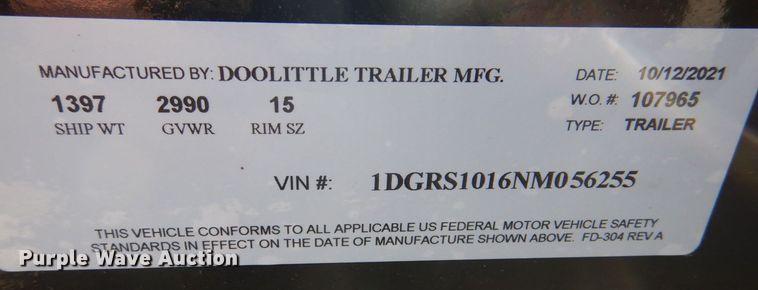 MANUFACTURED BY: DOOLITTLE TRAILER MFG. DATE: 10/12/2021
1397 2990 15 W.O. #: 107965
SHIP WT GVWR RIM SZ TYPE: TRAILER
VIN #: 1DGRS1016NM056255
THIS VEHICLE CONFORMS TO ALL APPLICABLE US FEDERAL MOTOR VEHICLE SAFETY
STANDARDS IN EFFECT ON THE DATE OF MANUFACTURE SHOWN ABOVE. FD-304 REV A
Purple Wave Auction